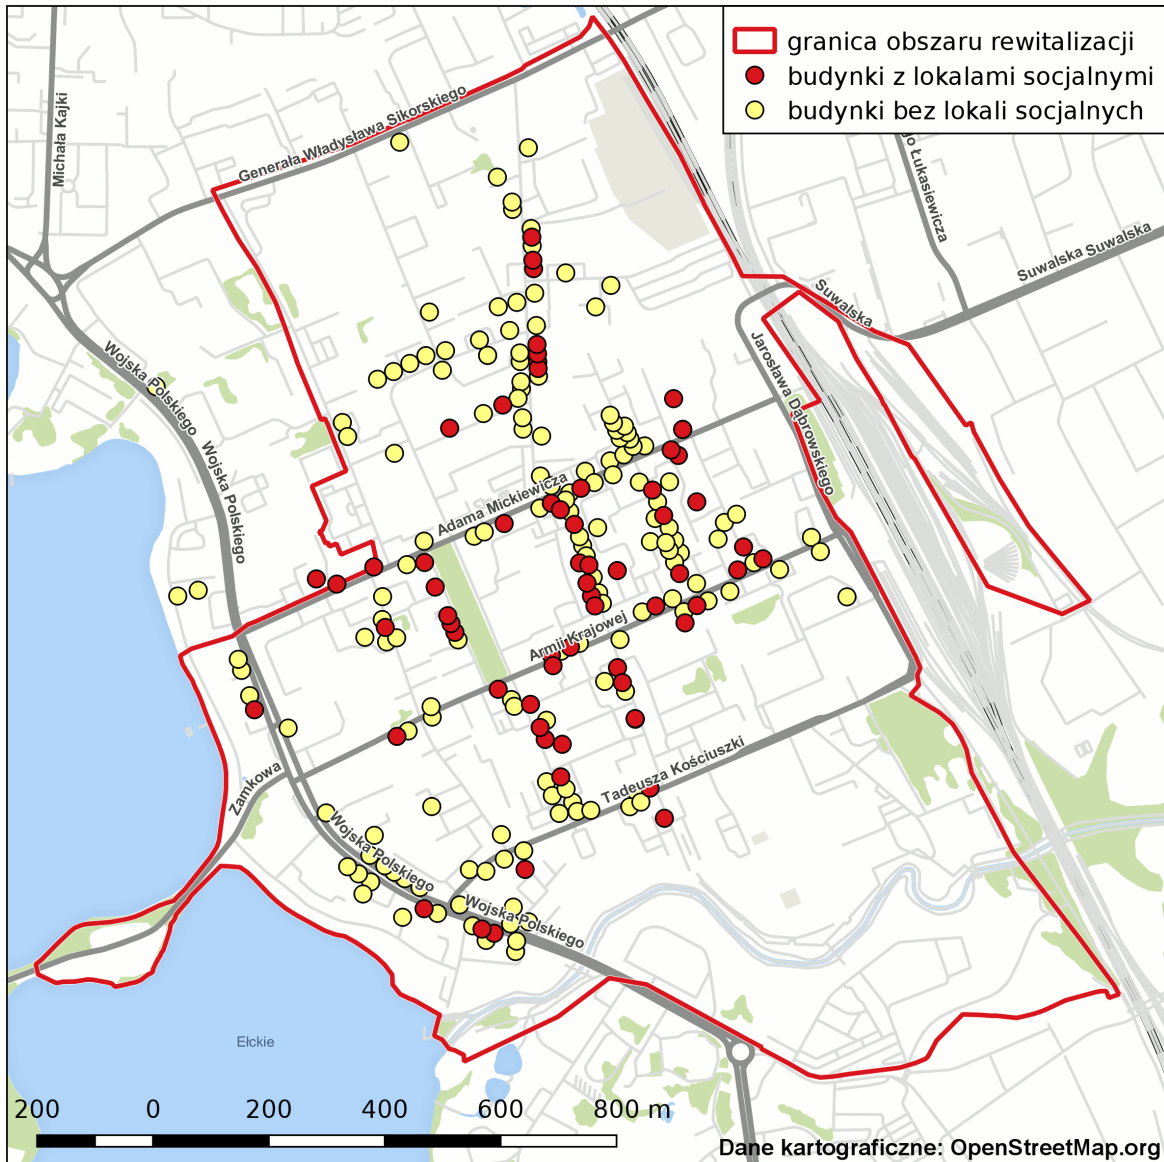 granica obszaru rewitalizacji
budynki z lokalami socjalnymi
budynki bez lokali socjalnych
Michała Kajki
Generała Władysława Sikorskiego
go Łukasiewicza
Suwalska Suwalska
Suwalska
Wojska Polskiego
Jarosława Dąbrowskiego
Wojska Polskiego
Adama Mickiewicza
Armii Krajowej
Zamkowa
Tadeusza Kościuszki
Wojska Polskiego
Wojska Polskiego
Ełckie
200 0 200 400 600 800 m
Dane kartograficzne: OpenStreetMap.org